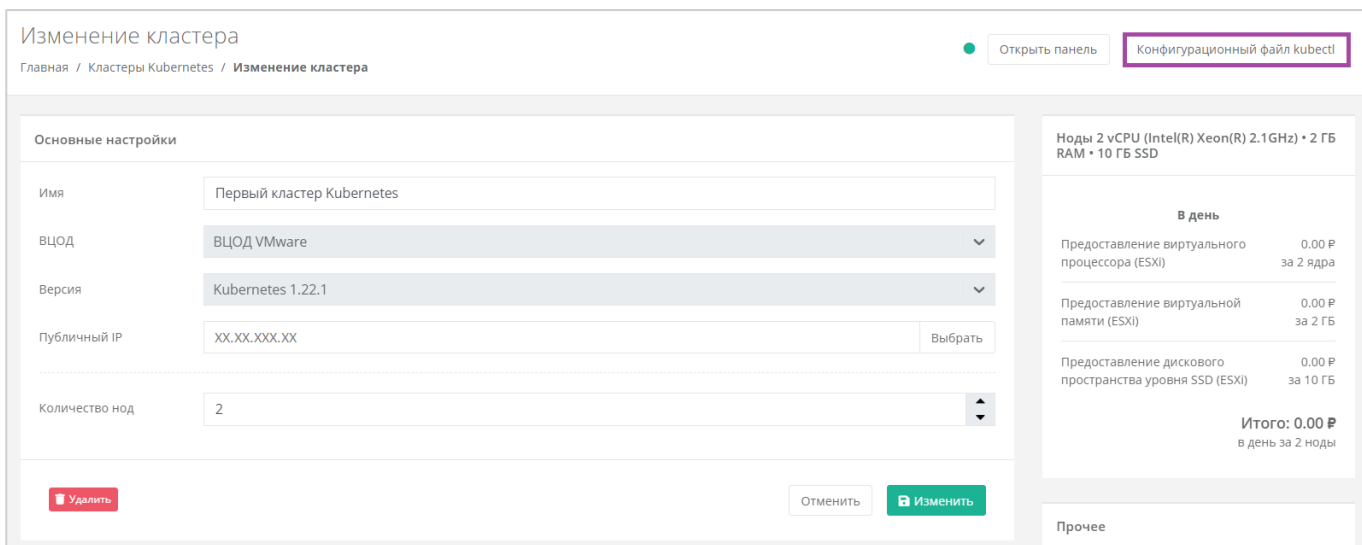 Изменение кластера
Главная / Кластеры Kubernetes / Изменение кластера
Открыть панель
Конфигурационный файл kubectl
Основные настройки
Имя
Первый кластер Kubernetes
ВЦОД
ВЦОД VMware
Версия
Kubernetes 1.22.1
Публичный IP
XX.XX.XXX.XX
Выбрать
Количество нод
2
Удалить
Отменить
Изменить
Ноды 2 vCPU (Intel(R) Xeon(R) 2.1GHz) • 2 ГБ
RAM • 10 ГБ SSD
В день
Предоставление виртуального 0.00 ₽
процессора (ESXi) за 2 ядра
Предоставление виртуальной 0.00 ₽
памяти (ESXi) за 2 ГБ
Предоставление дискового 0.00 ₽
пространства уровня SSD (ESXi) за 10 ГБ
Итого: 0.00 ₽
в день за 2 ноды
Прочее